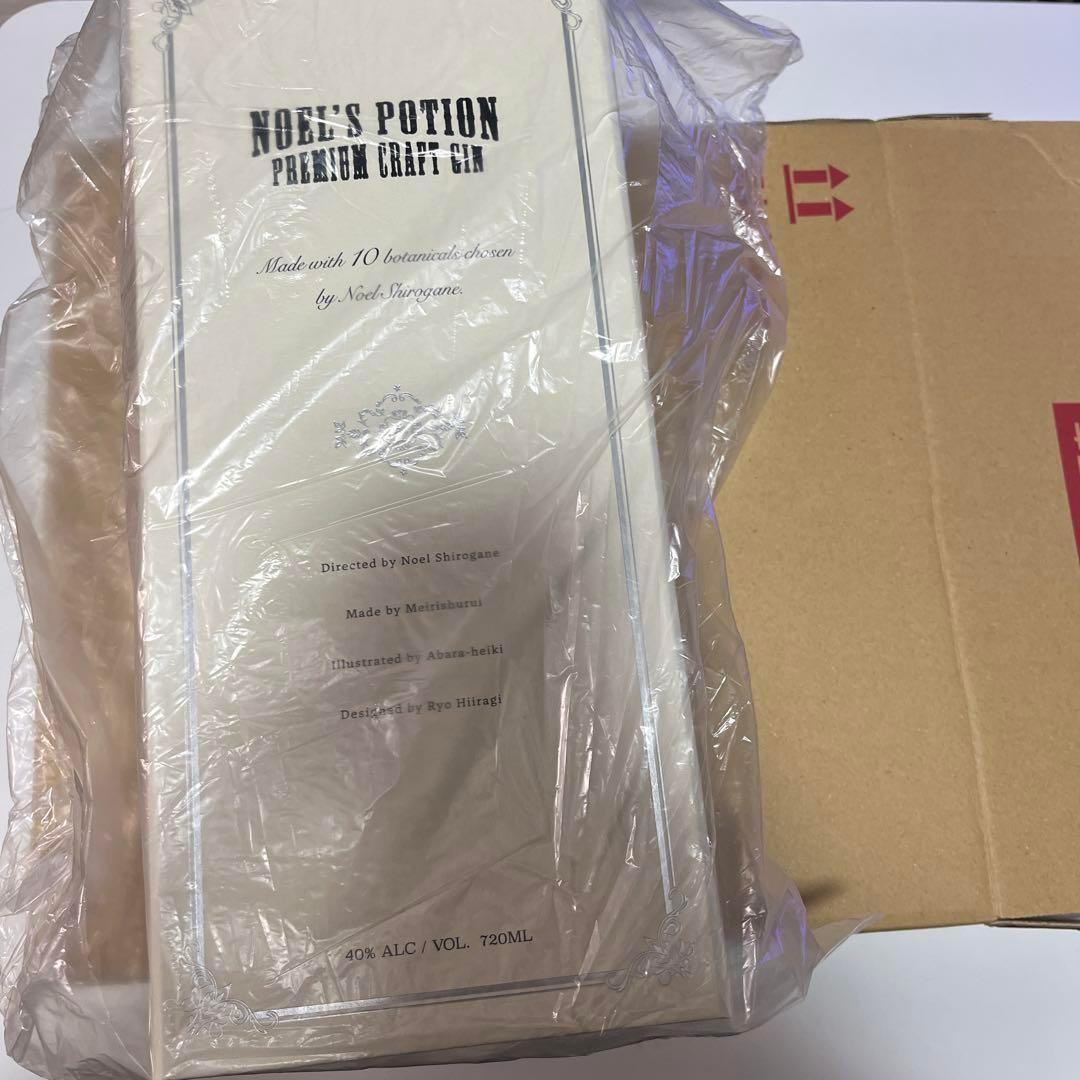 NOEL'S POTION
PREMIUM CRAFT GIN
Made with 10 botanicals chosen
by Noel Shirogane.
Directed by Noel Shirogane
Made by Meirishurui
Illustrated by Abara-heiki
Designed by Ryo Hiiragi
40% ALC / VOL. 720ML